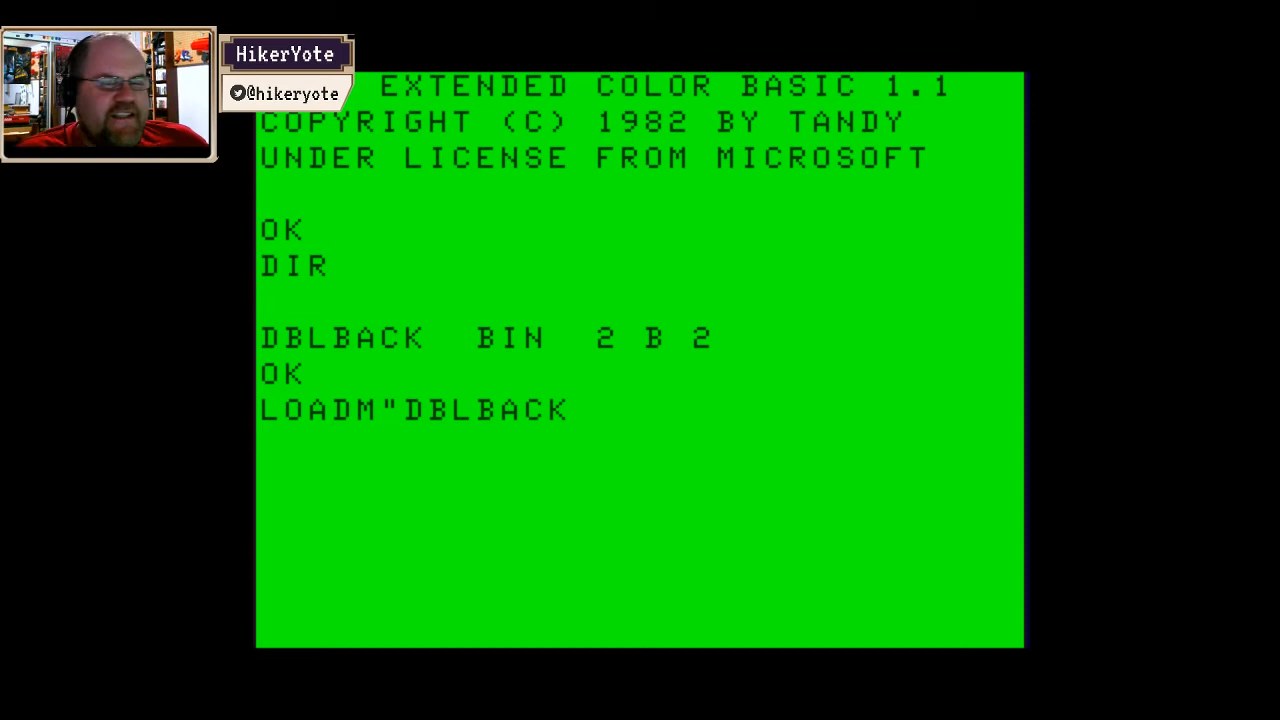 HikerYote
@hikeryote
EXTENDED COLOR BASIC 1.1
COPYRIGHT (C) 1982 BY TANDY
UNDER LICENSE FROM MICROSOFT
OK
DIR
DBLBACK BIN 2 B 2
OK
LOADM"DBLBACK